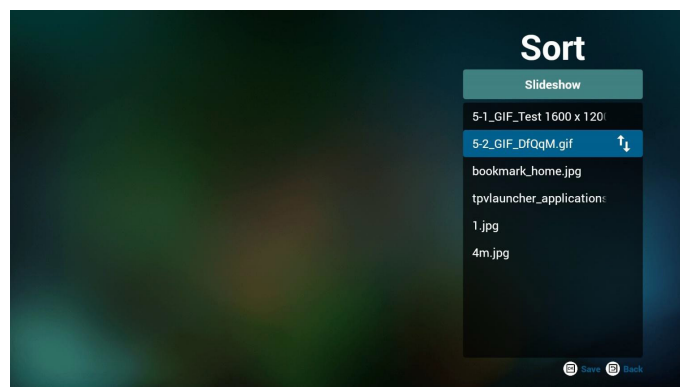 Sort
Slideshow
5-1_GIF_Test 1600 x 120
5-2_GIF_DfQqM.gif
bookmark_home.jpg
tpvlauncher_applications
1.jpg
4m.jpg
Save Back